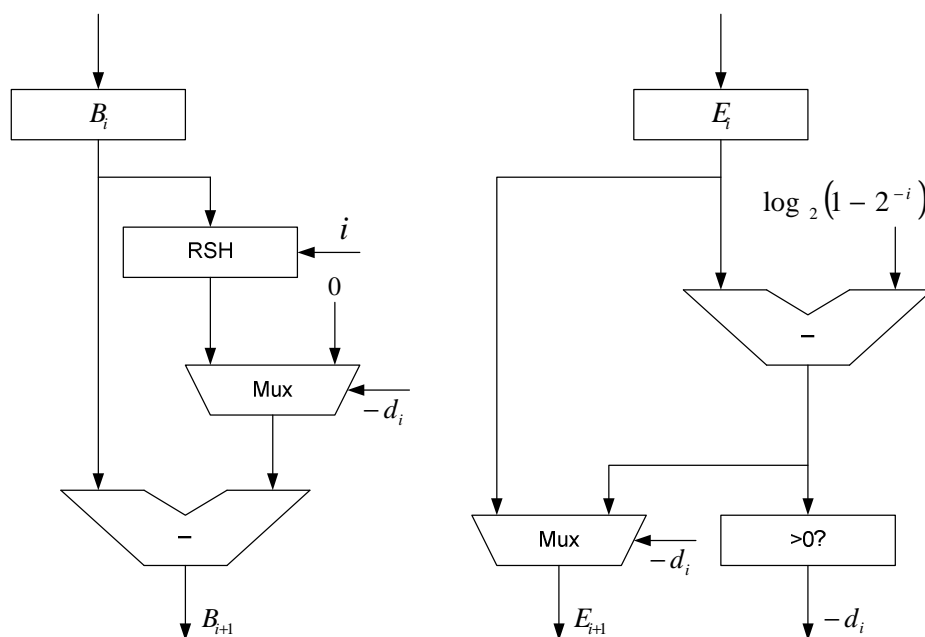 B_i
E_i
log_2(1 − 2^{−i})
RSH
i
0
Mux
− d_i
−
−
Mux
− d_i
>0?
B_{i+1}
E_{i+1}
− d_i